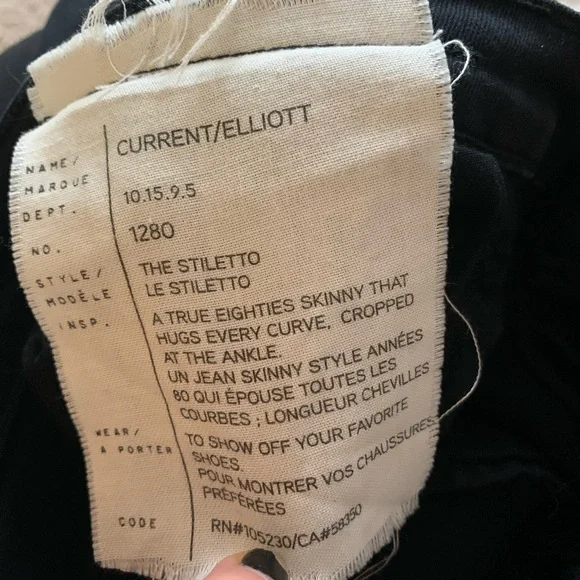 NAME/ MARQUE CURRENT/ELLIOTT
DEPT. 10.15.9.5
NO. 1280
STYLE/ MODÈLE THE STILETTO
LE STILETTO
INSP. A TRUE EIGHTIES SKINNY THAT
HUGS EVERY CURVE, CROPPED
AT THE ANKLE.
UN JEAN SKINNY STYLE ANNÉES
80 QUI ÉPOUSE TOUTES LES
COURBES ; LONGUEUR CHEVILLES
WEAR/ A PORTER TO SHOW OFF YOUR FAVORITE
SHOES.
POUR MONTRER VOS CHAUSSURES
PRÉFÉRÉES
CODE RN#105230/CA#58350